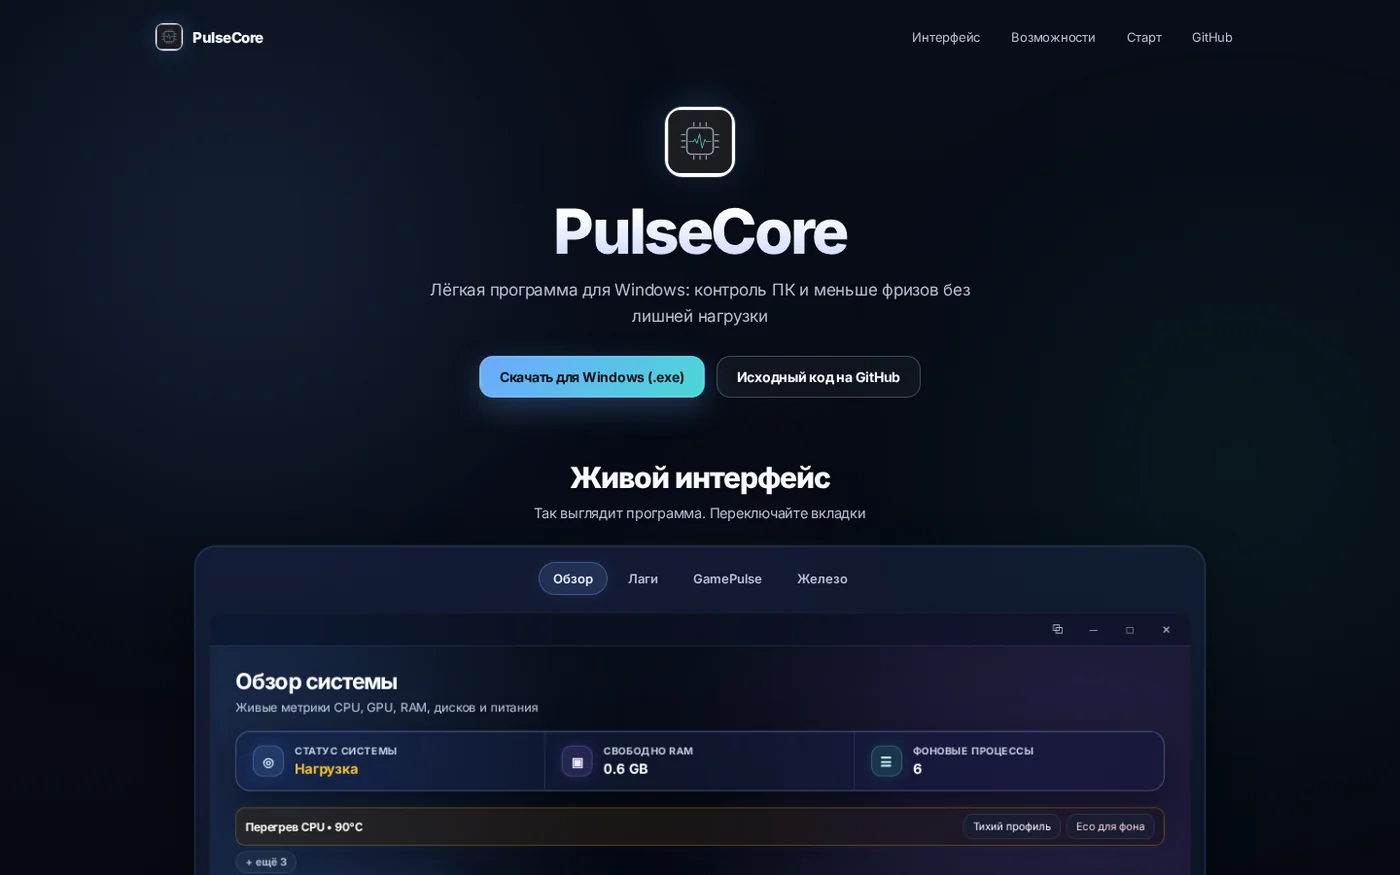 PulseCore
Интерфейс
Возможности
Старт
GitHub
PulseCore
Лёгкая программа для Windows: контроль ПК и меньше фризов без
лишней нагрузки
Скачать для Windows (.exe)
Исходный код на GitHub
Живой интерфейс
Так выглядит программа. Переключайте вкладки
Обзор
Лаги
GamePulse
Железо
Обзор системы
Живые метрики CPU, GPU, RAM, дисков и питания
СТАТУС СИСТЕМЫ
Нагрузка
СВОБОДНО RAM
0.6 GB
ФОНОВЫЕ ПРОЦЕССЫ
6
Перегрев CPU • 90°C
Тихий профиль
Eco для фона
+ ещё 3